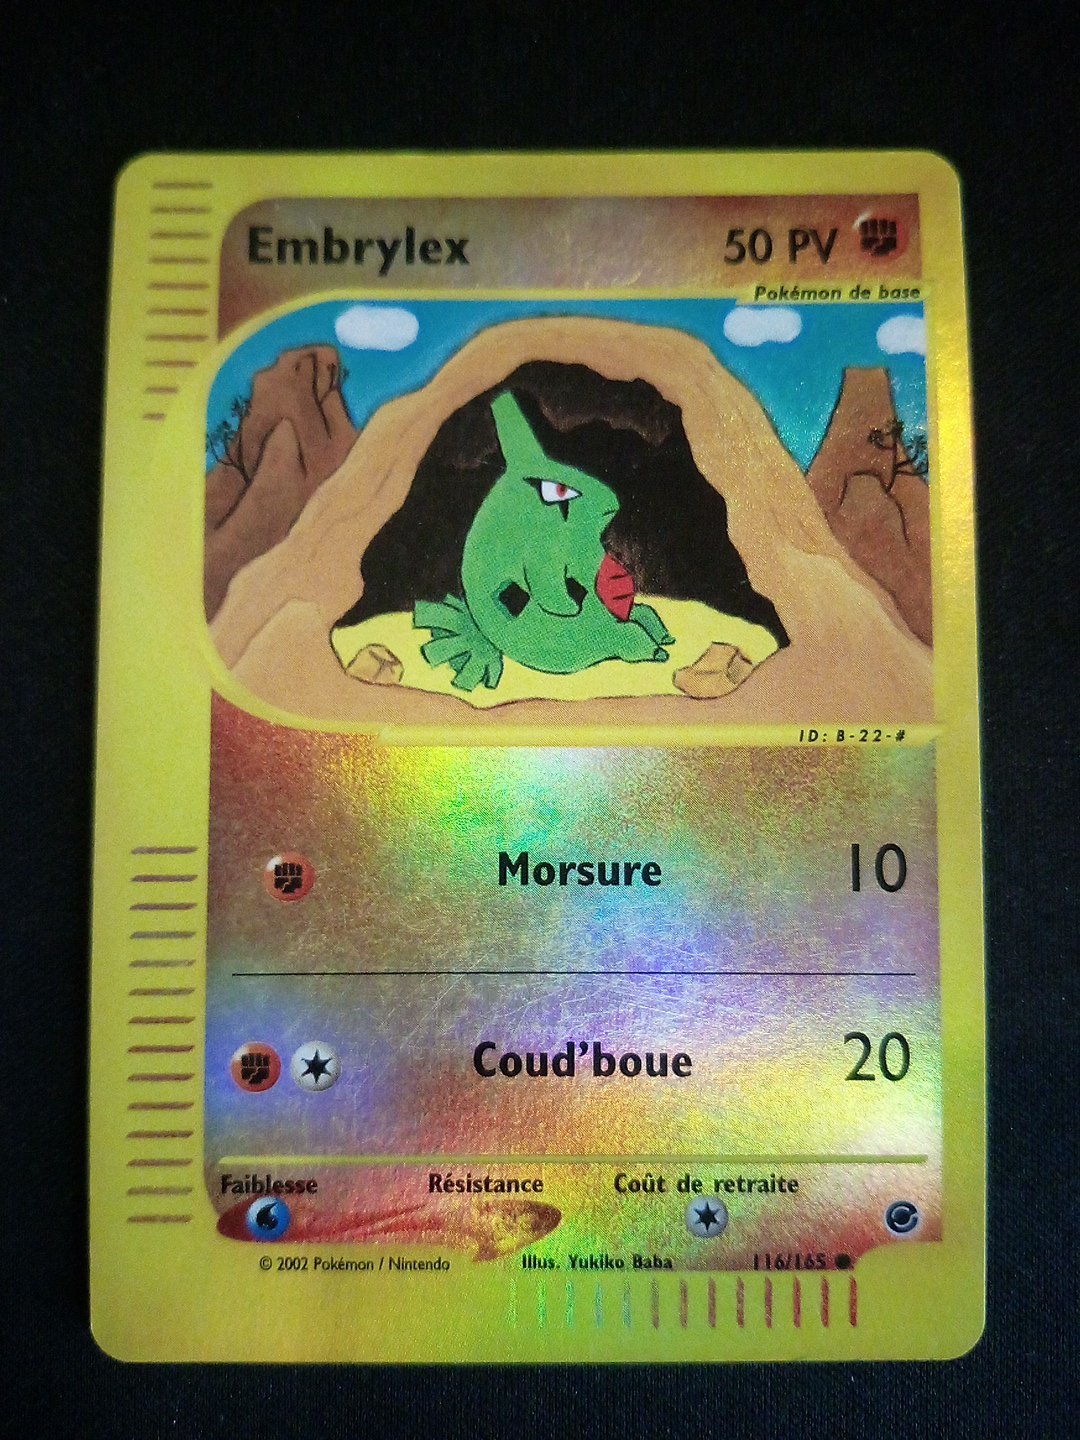 Embrylex 50 PV
Pokémon de base
ID: B-22-#
Morsure 10
Coud'boue 20
Faiblesse Résistance Coût de retraite
© 2002 Pokémon / Nintendo Illus. Yukiko Baba 116/165